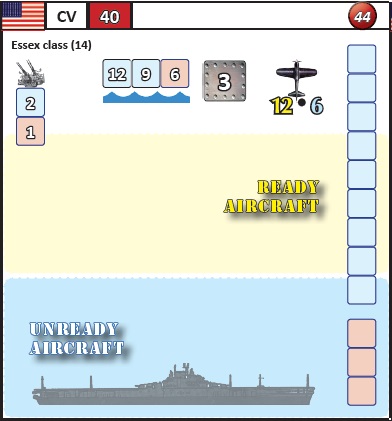 CV 40 44
Essex class (14)
12 9 6 3
2 12 6
1
READY
AIRCRAFT
UNREADY
AIRCRAFT